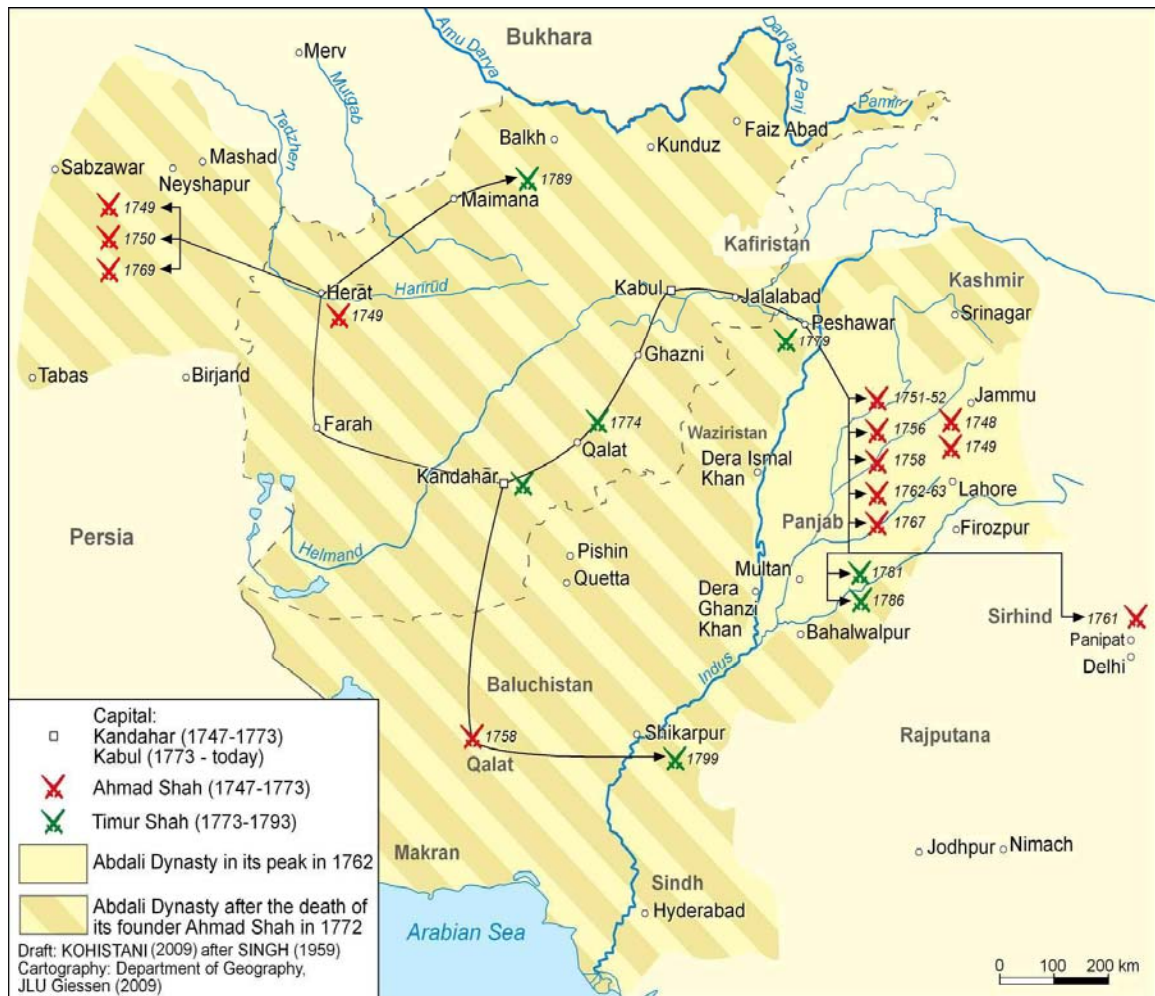 Bukhara
Amu Darya
Darya-ye Panj
Pamir
Merv
Murgab
Tedzhen
Faiz Abad
Balkh
Kunduz
Sabzawar
Mashad
Neyshapur
1789
Maimana
1749
1750
1769
Kafiristan
Kashmir
Herāt
Harirūd
Kabul
Jalalabad
Peshawar
Srinagar
1749
1779
Ghazni
Tabas
Birjand
1751-52
Jammu
Farah
1774
1756
1748
Waziristan
1749
Qalat
1758
Dera Ismal
Khan
Kandahār
1762-63
Lahore
Panjab
1767
Firozpur
Persia
Helmand
Pishin
Quetta
Multan
1781
Dera
Ghanzi
Khan
1786
Sirhind
1761
Bahalwalpur
Panipat
Delhi
Indus
Baluchistan
1758
Qalat
Shikarpur
1799
Rajputana
Makran
Jodhpur
Nimach
Sindh
Hyderabad
Arabian Sea
Capital:
Kandahar (1747-1773)
Kabul (1773 - today)
Ahmad Shah (1747-1773)
Timur Shah (1773-1793)
Abdali Dynasty in its peak in 1762
Abdali Dynasty after the death of
its founder Ahmad Shah in 1772
Draft: KOHISTANI (2009) after SINGH (1959)
Cartography: Department of Geography,
JLU Giessen (2009)
0 100 200 km